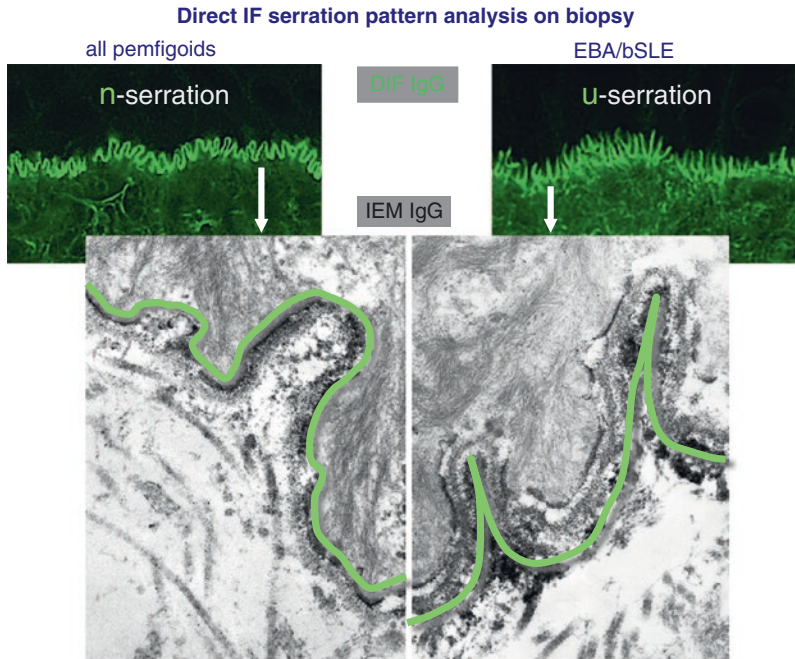 Direct IF serration pattern analysis on biopsy
all pemfigoids
EBA/bSLE
n-serration
DIF IgG
u-serration
IEM IgG